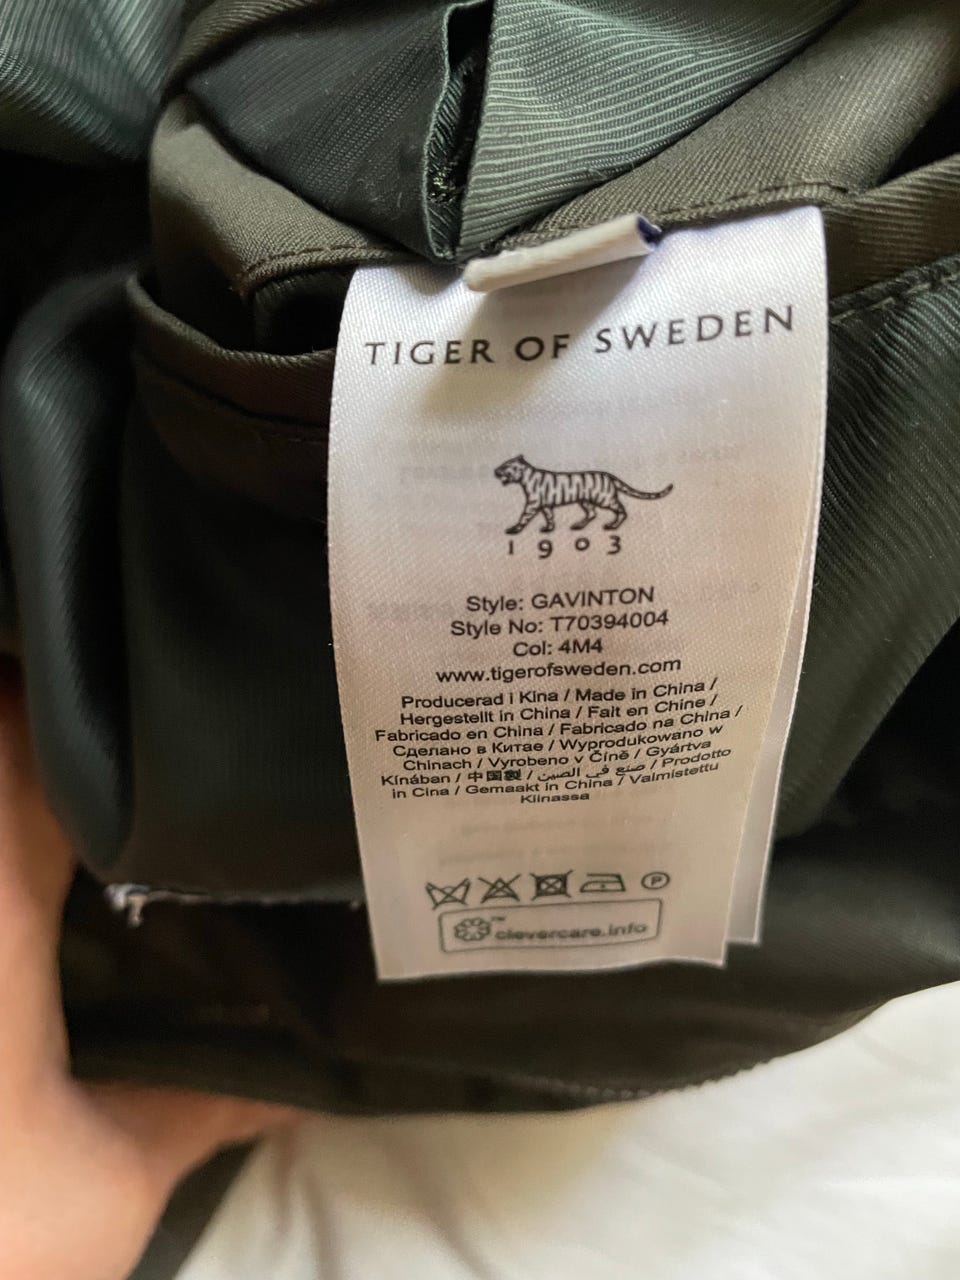 TIGER OF SWEDEN
1903
Style: GAVINTON
Style No: T70394004
Col: 4M4
www.tigerofsweden.com
Producerad i Kina / Made in China /
Hergestellt in China / Fait en Chine /
Fabricado en China / Fabricado na China /
Сделано в Китае / Wyprodukowano w
Chinach / Vyrobeno v Číně / Gyártva
Kínában / 中国製 / صنع في الصين / Prodotto
in Cina / Gemaakt in China / Valmistettu
Kiinassa
P
™ clevercare.info